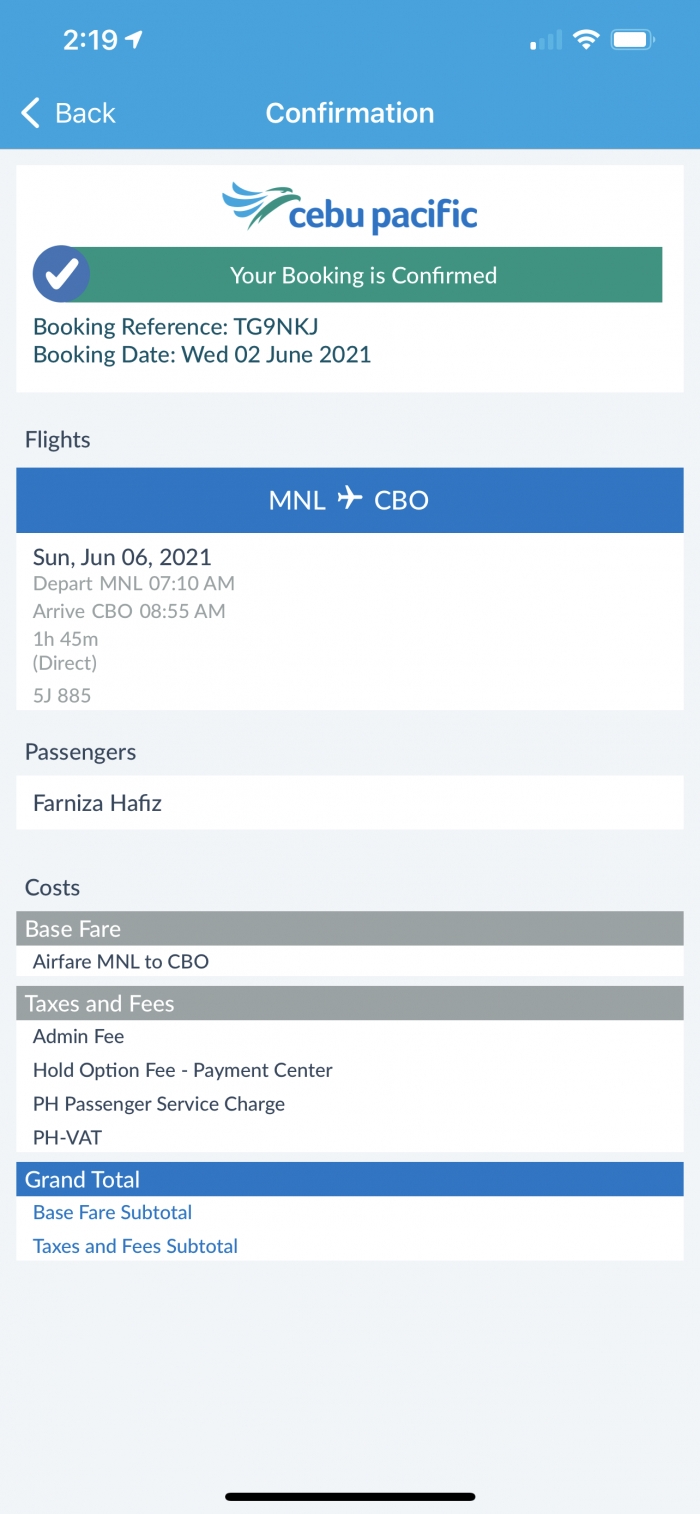 2:19
Back
Confirmation
cebu pacific
Your Booking is Confirmed
Booking Reference: TG9NKJ
Booking Date: Wed 02 June 2021
Flights
MNL CBO
Sun, Jun 06, 2021
Depart MNL 07:10 AM
Arrive CBO 08:55 AM
1h 45m
(Direct)
5J 885
Passengers
Farniza Hafiz
Costs
Base Fare
Airfare MNL to CBO
Taxes and Fees
Admin Fee
Hold Option Fee - Payment Center
PH Passenger Service Charge
PH-VAT
Grand Total
Base Fare Subtotal
Taxes and Fees Subtotal